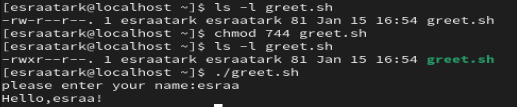 [esraatark@localhost ~]$ ls -l greet.sh
-rw-r--r--. 1 esraatark esraatark 81 Jan 15 16:54 greet.sh
[esraatark@localhost ~]$ chmod 744 greet.sh
[esraatark@localhost ~]$ ls -l greet.sh
-rwxr--r--. 1 esraatark esraatark 81 Jan 15 16:54 greet.sh
[esraatark@localhost ~]$ ./greet.sh
please enter your name:esraa
Hello,esraa!